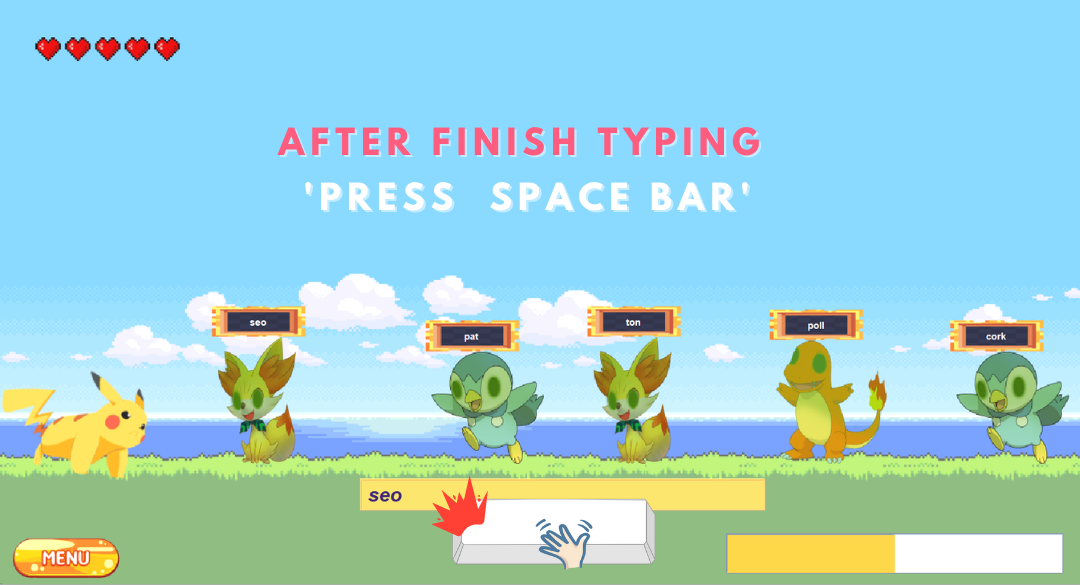 AFTER FINISH TYPING
'PRESS SPACE BAR'
seo
pat
ton
poll
cork
seo
MENU